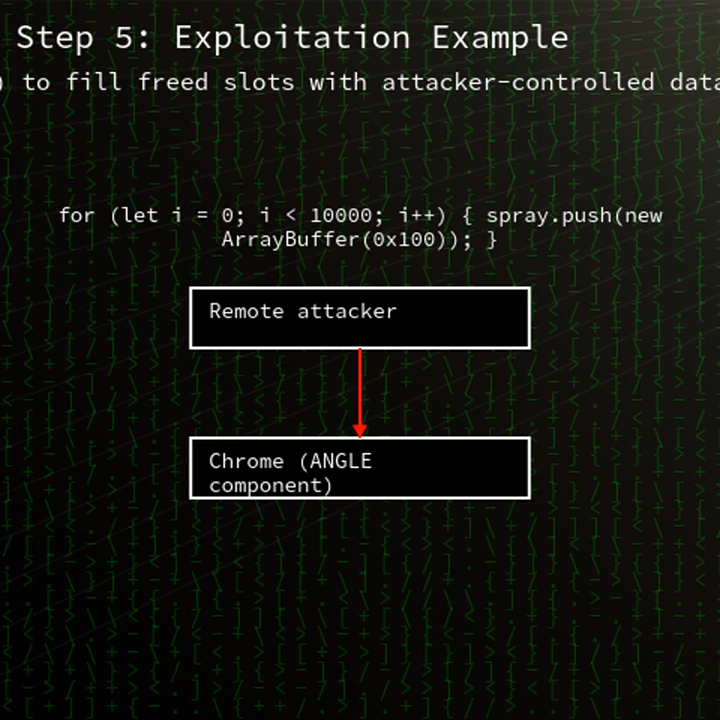 Step 5: Exploitation Example
) to fill freed slots with attacker-controlled data
for (let i = 0; i < 10000; i++) { spray.push(new
ArrayBuffer(0x100)); }
Remote attacker
Chrome (ANGLE
component)